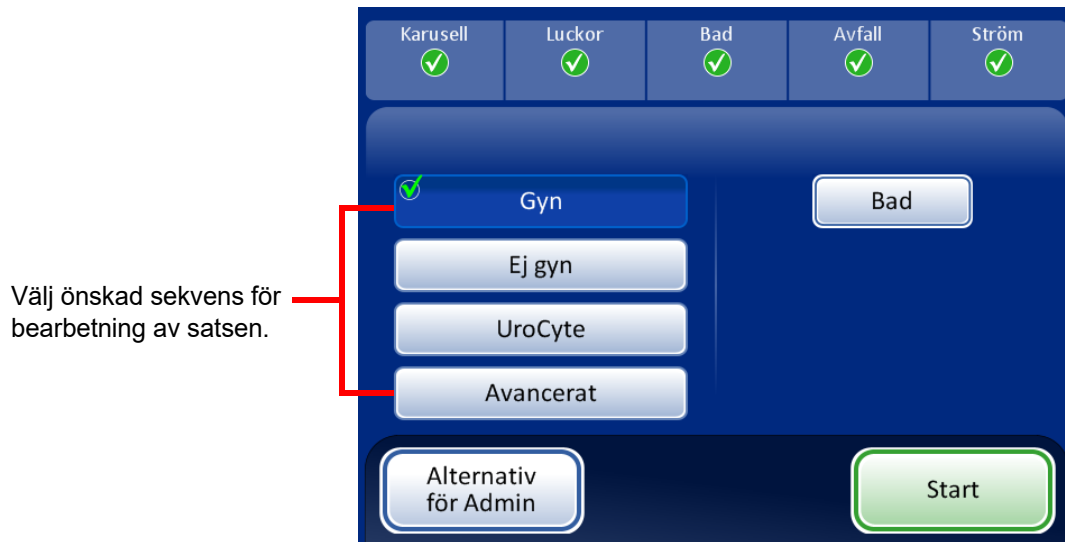 Karusell
Luckor
Bad
Avfall
Ström
Gyn
Bad
Ej gyn
Välj önskad sekvens för
bearbetning av satsen.
UroCyte
Avancerat
Alternativ
för Admin
Start